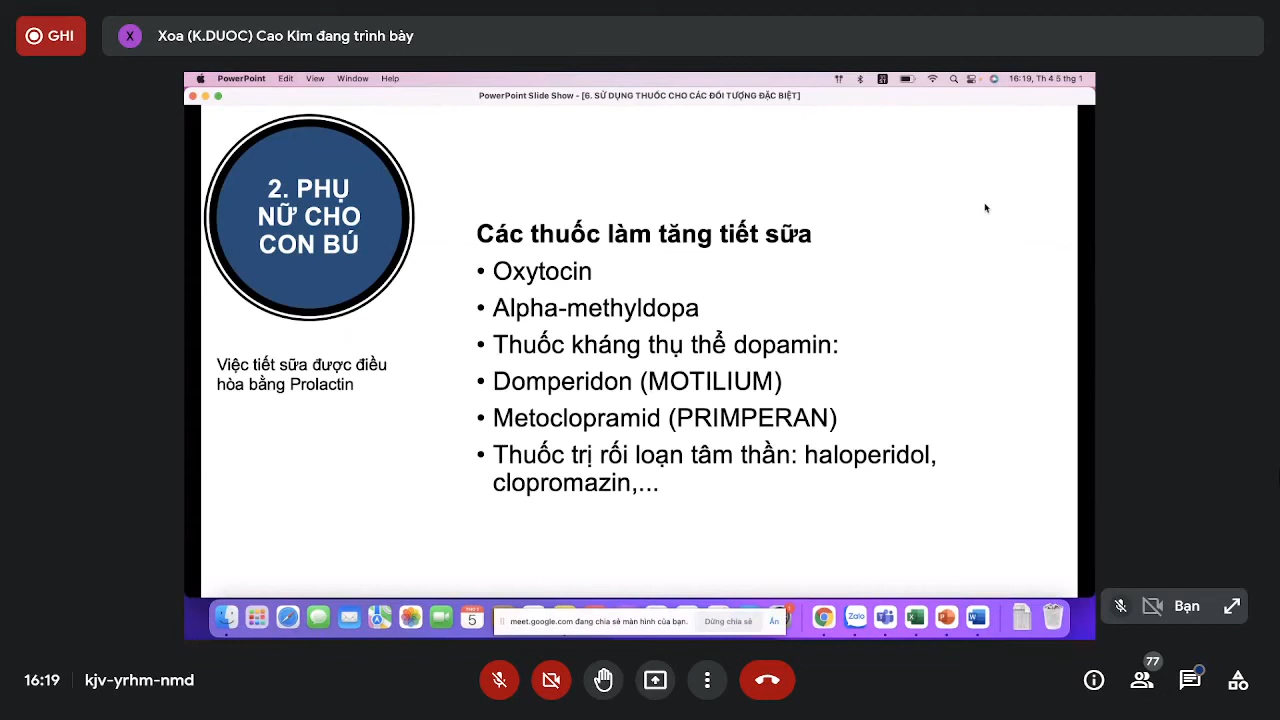 GHI
X
Xoa (K.DUOC) Cao Kim đang trình bày
PowerPoint Edit View Window Help
16:19, Th 4 5 thg 1
PowerPoint Slide Show - [6. SỬ DỤNG THUỐC CHO CÁC ĐỐI TƯỢNG ĐẶC BIỆT]
2. PHỤ
NỮ CHO
CON BÚ
Việc tiết sữa được điều
hòa bằng Prolactin
Các thuốc làm tăng tiết sữa
• Oxytocin
• Alpha-methyldopa
• Thuốc kháng thụ thể dopamin:
• Domperidon (MOTILIUM)
• Metoclopramid (PRIMPERAN)
• Thuốc trị rối loạn tâm thần: haloperidol,
clopromazin,...
5
meet.google.com đang chia sẻ màn hình của bạn. Dừng chia sẻ Ẩn
Zalo
Bạn
16:19 kjv-yrhm-nmd
77